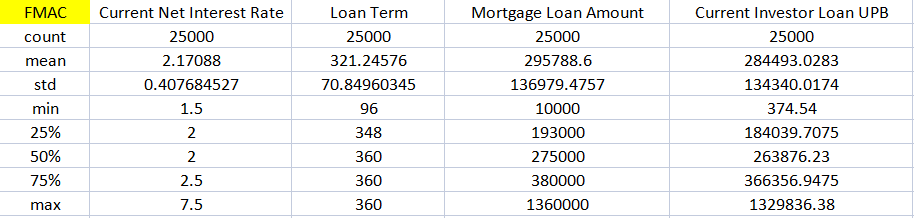 FMAC Current Net Interest Rate Loan Term Mortgage Loan Amount Current Investor Loan UPB
count 25000 25000 25000 25000
mean 2.17088 321.24576 295788.6 284493.0283
std 0.407684527 70.84960345 136979.4757 134340.0174
min 1.5 96 10000 374.54
25% 2 348 193000 184039.7075
50% 2 360 275000 263876.23
75% 2.5 360 380000 366356.9475
max 7.5 360 1360000 1329836.38